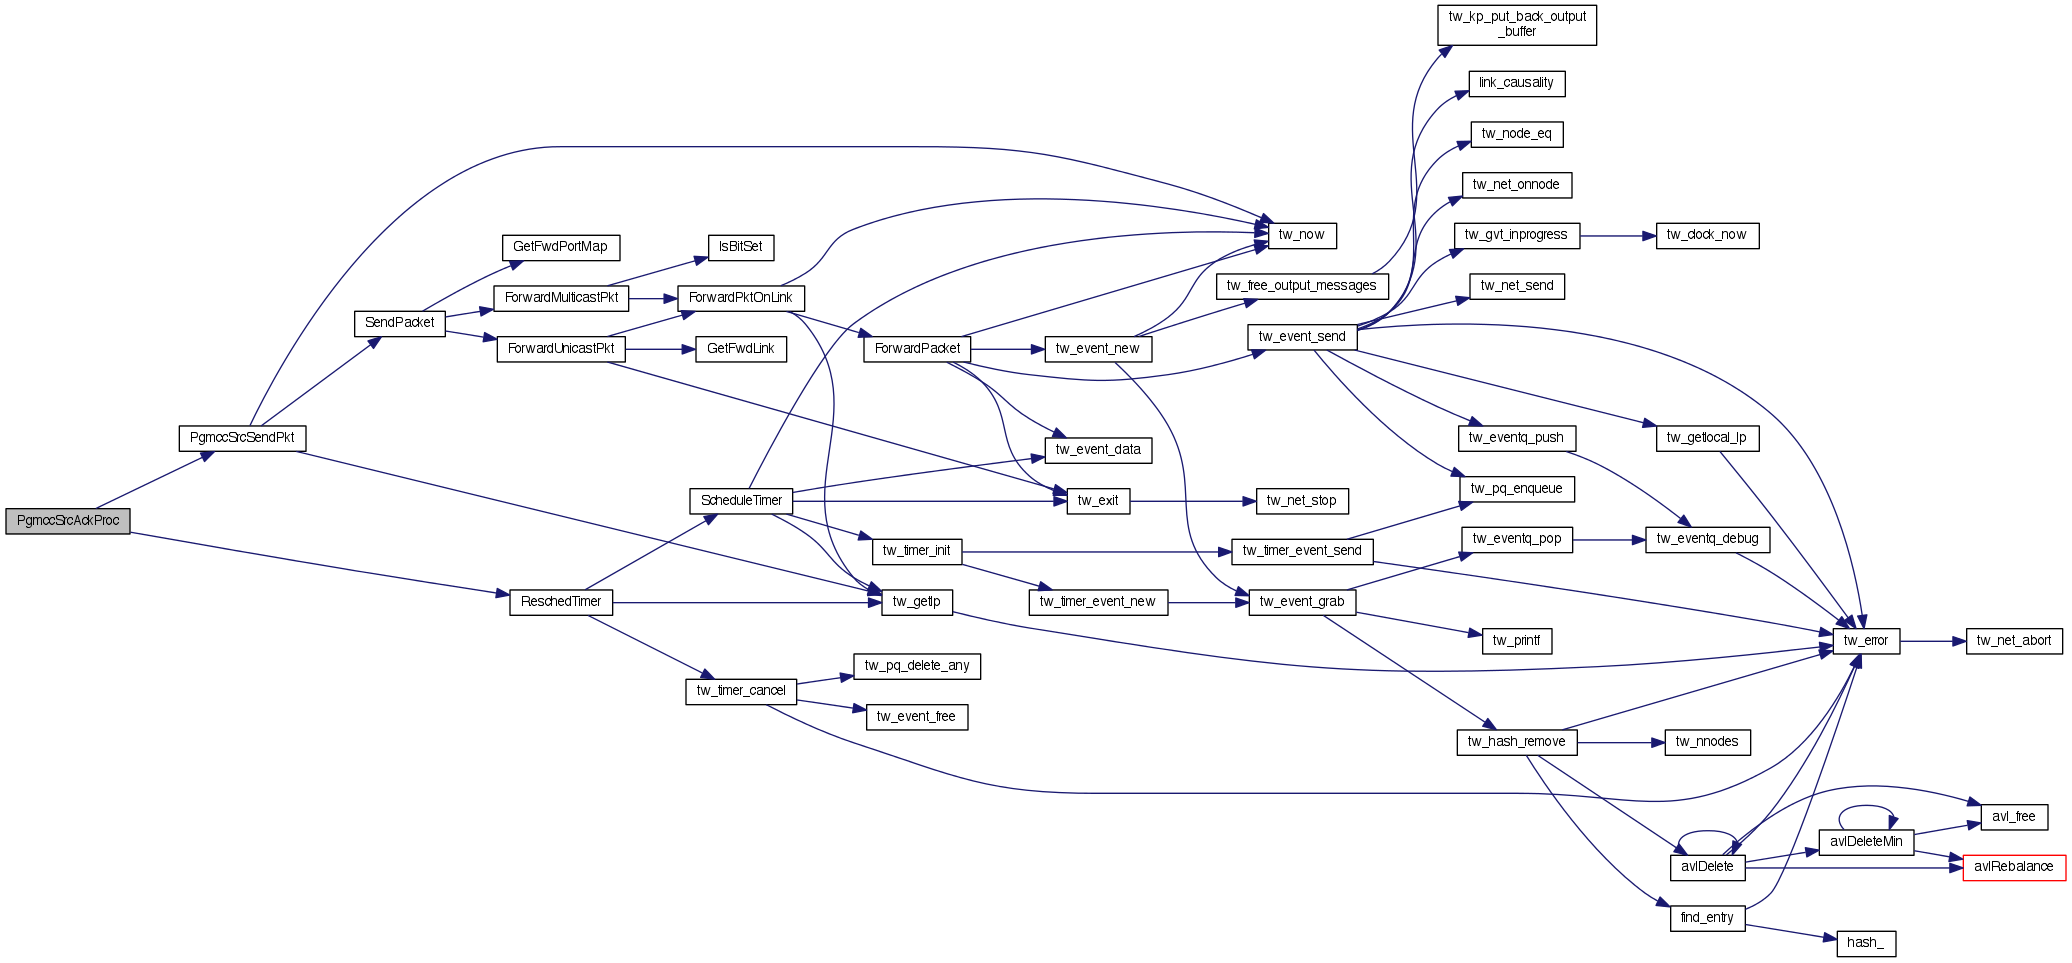 tw_kp_put_back_output
_buffer
link_causality
tw_node_eq
tw_net_onnode
GetFwdPortMap
IsBitSet
tw_now
tw_gvt_inprogress
tw_clock_now
ForwardMulticastPkt
ForwardPktOnLink
tw_free_output_messages
tw_net_send
SendPacket
tw_event_send
ForwardUnicastPkt
GetFwdLink
ForwardPacket
tw_event_new
PgmccSrcSendPkt
tw_event_data
tw_eventq_push
tw_getlocal_lp
ScheduleTimer
tw_exit
tw_net_stop
tw_pq_enqueue
PgmccSrcAckProc
tw_timer_init
tw_timer_event_send
tw_eventq_pop
tw_eventq_debug
ReschedTimer
tw_getlp
tw_timer_event_new
tw_event_grab
tw_printf
tw_error
tw_net_abort
tw_pq_delete_any
tw_timer_cancel
tw_event_free
tw_hash_remove
tw_nnodes
avl_free
avlDeleteMin
avlDelete
avlRebalance
find_entry
hash_